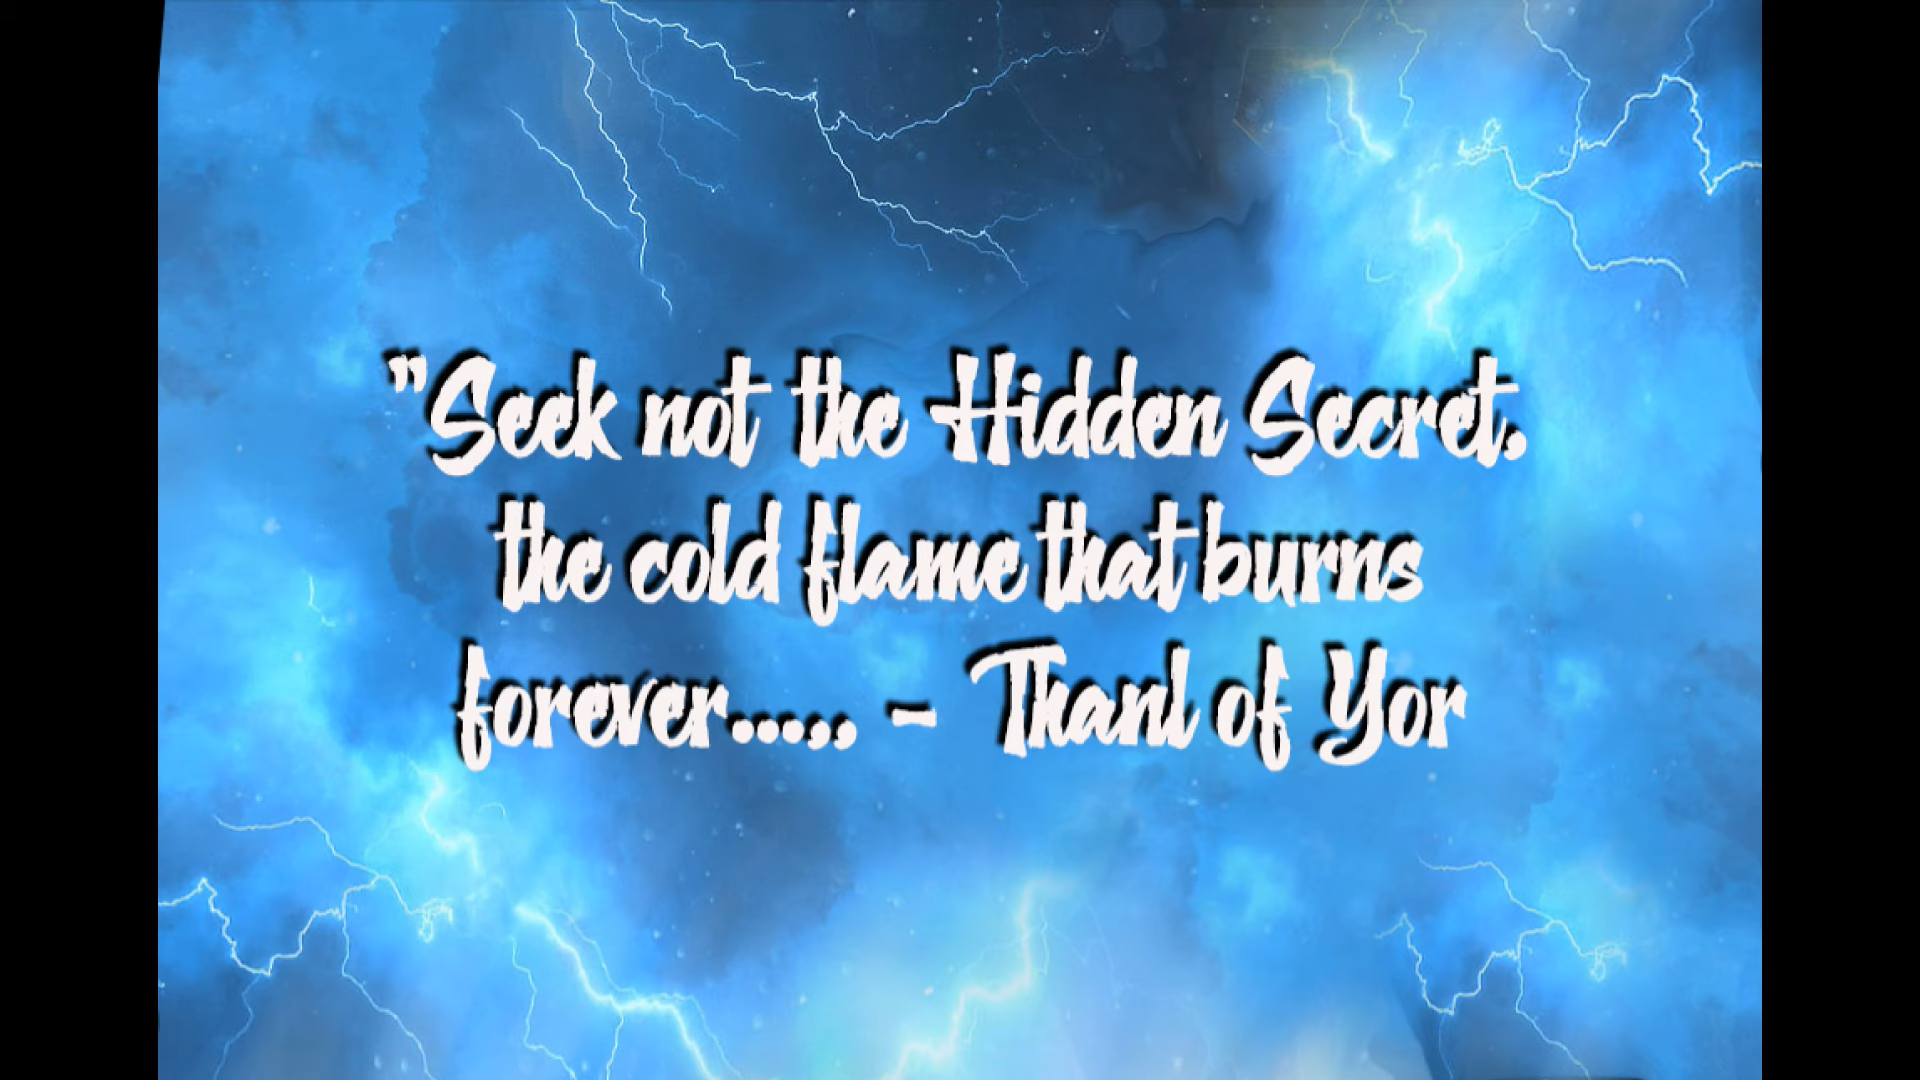 "Seek not the Hidden Secret.
the cold flame that burns
forever....,, - Thanl of Yor